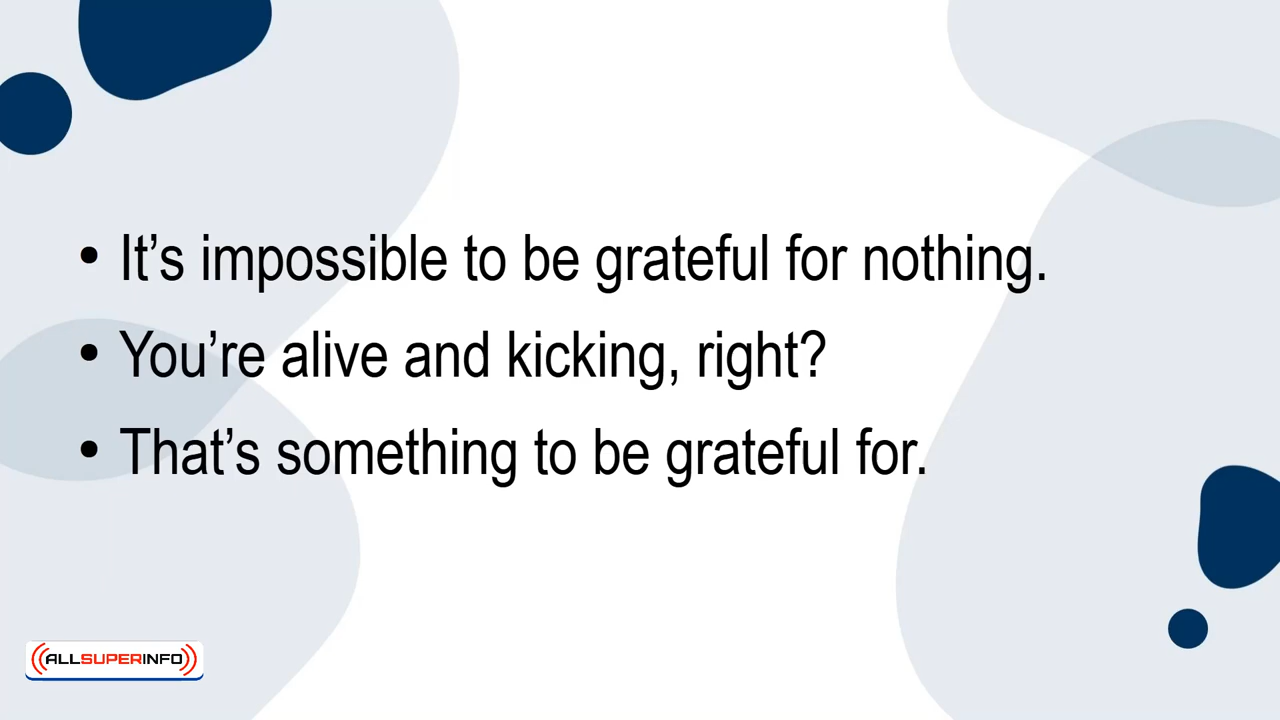 • It’s impossible to be grateful for nothing.
• You’re alive and kicking, right?
• That’s something to be grateful for.
ALLSUPERINFO